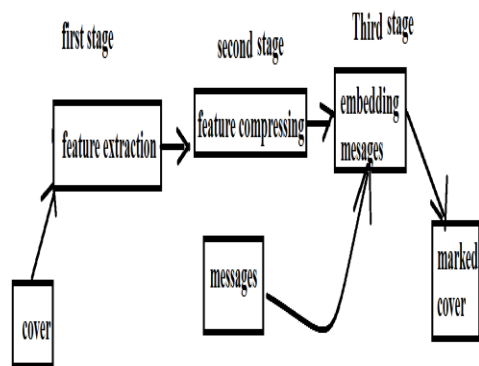 first stage
second stage
Third stage
feature extraction
feature compressing
embedding
mesages
cover
messages
marked
cover